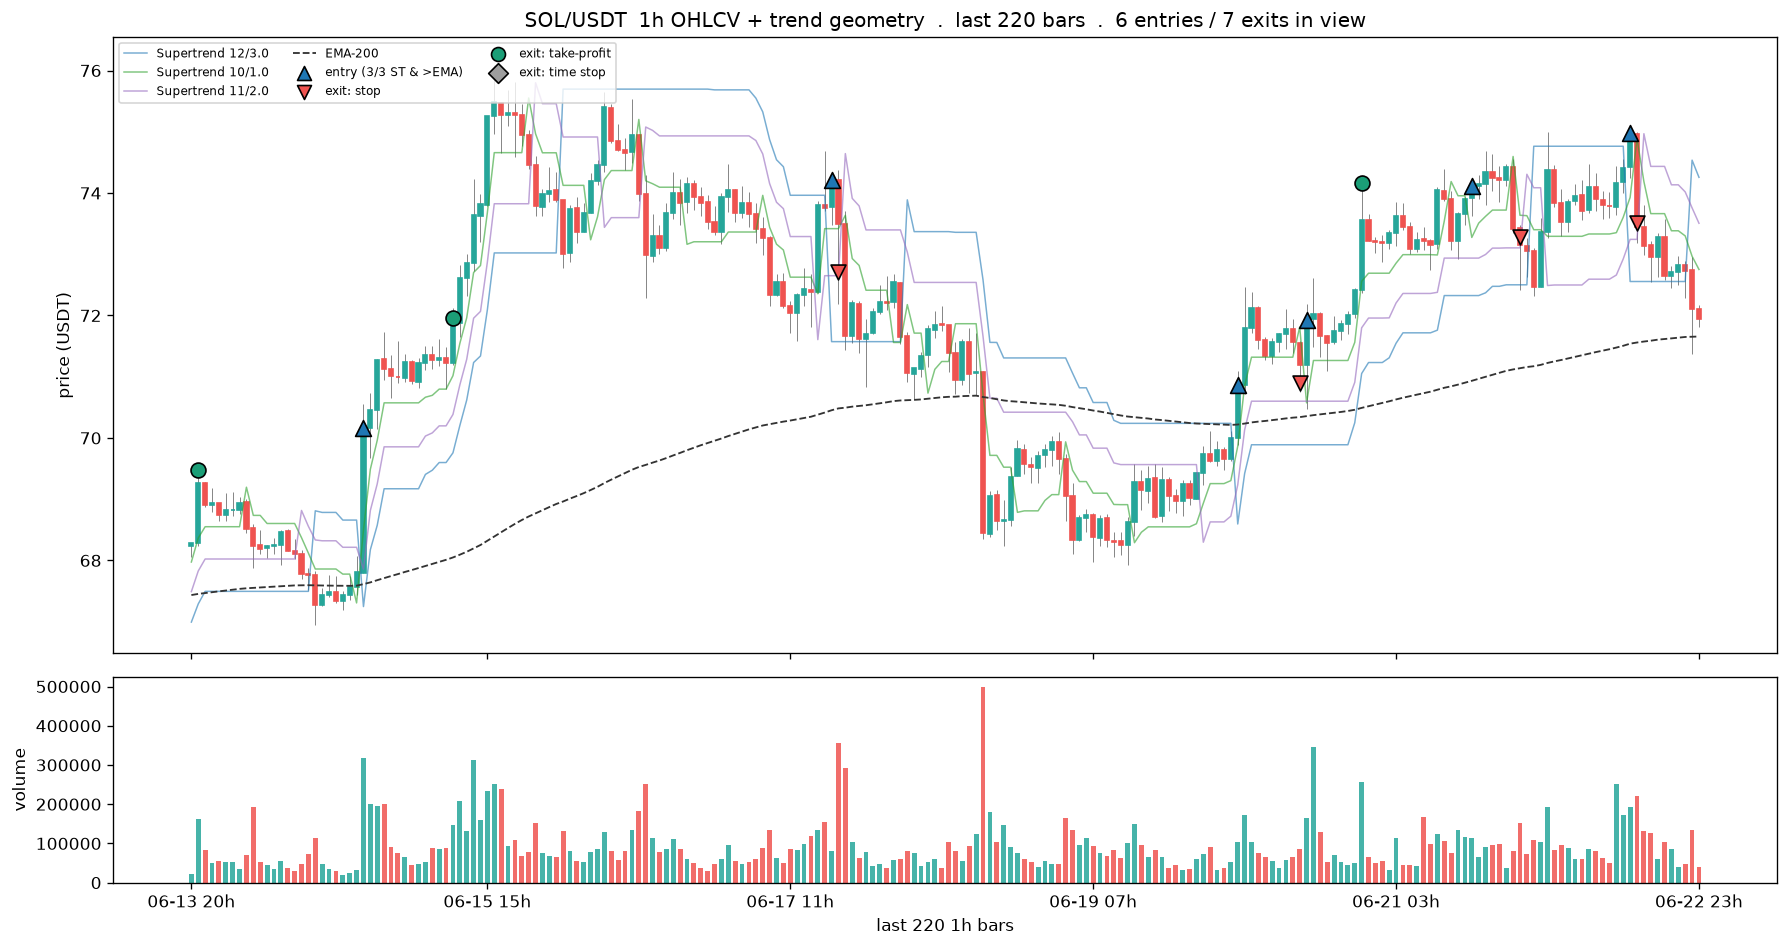 SOL/USDT  1h OHLCV + trend geometry  .  last 220 bars  .  6 entries / 7 exits in view
Supertrend 12/3.0
Supertrend 10/1.0
Supertrend 11/2.0
EMA-200
entry (3/3 ST & >EMA)
exit: stop
exit: take-profit
exit: time stop
price (USDT)
76
74
72
70
68
volume
500000
400000
300000
200000
100000
0
06-13 20h
06-15 15h
06-17 11h
06-19 07h
06-21 03h
06-22 23h
last 220 1h bars